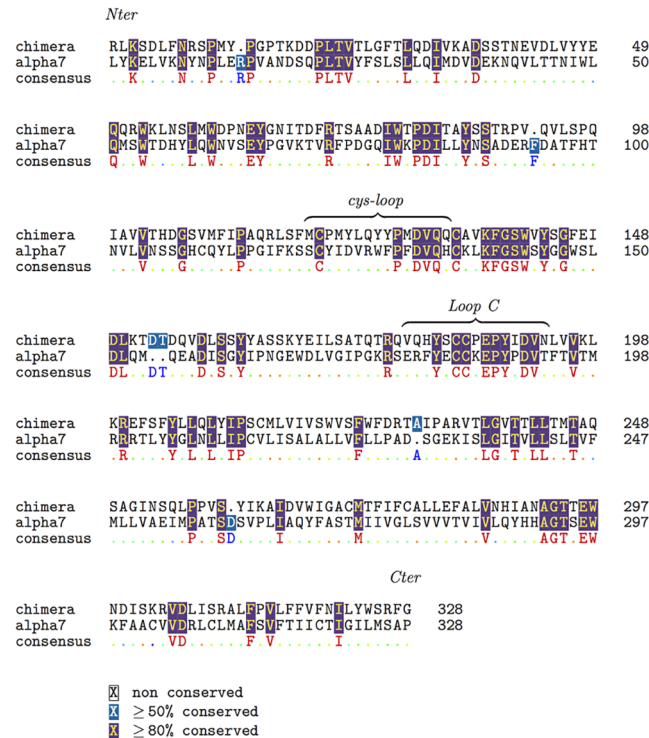 Nter
chimera RLKSDLFNRSPMY.PGPTKDDPLTVTLGFTLQDIVKADSSTNEVDLVYYE 49
alpha7 LYKELVKNYNPLERPVANDSQPLTVYFSLSLLQIMDVDEKNQVLTTNIWL 50
consensus ..K....N..P..RP......PLTV.....L..I...D............
chimera QQRWKLNSLMWDPNEYGNITDFRTSAADIWTPDITAYSSTRPV.QVLSPQ 98
alpha7 QMSWTDHYLQWNVSEYPGVKTVRFPDGQIWKPDILLYNSADERFDATFHT 100
consensus Q..W....L.W...EY......R.....IW.PDI..Y.S....F......
cys-loop
chimera IAVVTHDGSVMFIPAQRLSFMCPMYLQYYPMDVQQCAVKFGSWVYSGFEI 148
alpha7 NVLVNSSGHCQYLPPGIFKSSCYIDVRWFPFDVQHCKLKFGSWSYGGWSL 150
consensus ...V...G.....P.......C.......P.DVQ.C..KFGSW.Y.G...
Loop C
chimera DLKTDTDQVDLSSYYASSKYEILSATQTRQVQHYSCCPEPYIDVNLVVKL 198
alpha7 DLQM..QEADISGYIPNGEWDLVGIPGKRSERFYECCKEPYPDVTFTVTM 198
consensus DL..DT...D.S.Y..............R....Y.CC.EPY.DV...V..
chimera KREFSFYLLQLYIPSCMLVIVSWVSFWFDRTAIPARVTLGVTTLLTMTAQ 248
alpha7 RRRTLYYGLNLLIPCVLISALALLVFLLPAD.SGEKISLGITVLLSLTVF 247
consensus .R....Y.L.L.IP...........F.....A......LG.T.LL..T..
chimera SAGINSQLPPVS.YIKAIDVWIGACMTFIFCALLEFALVNHIANAGTTEW 297
alpha7 MLLVAEIMPATSDSVPLIAQYFASTMIIVGLSVVVTVIVLQYHHAGTSEW 297
consensus ........P..SD....I.......M............V.....AGT.EW
Cter
chimera NDISKRVDLISRALFPVLFFVFNILYWSRFG 328
alpha7 KFAACVVDRLCLMAFSVFTIICTIGILMSAP 328
consensus ......VD......F.V......I.......
X non conserved
X ≥50% conserved
X ≥80% conserved